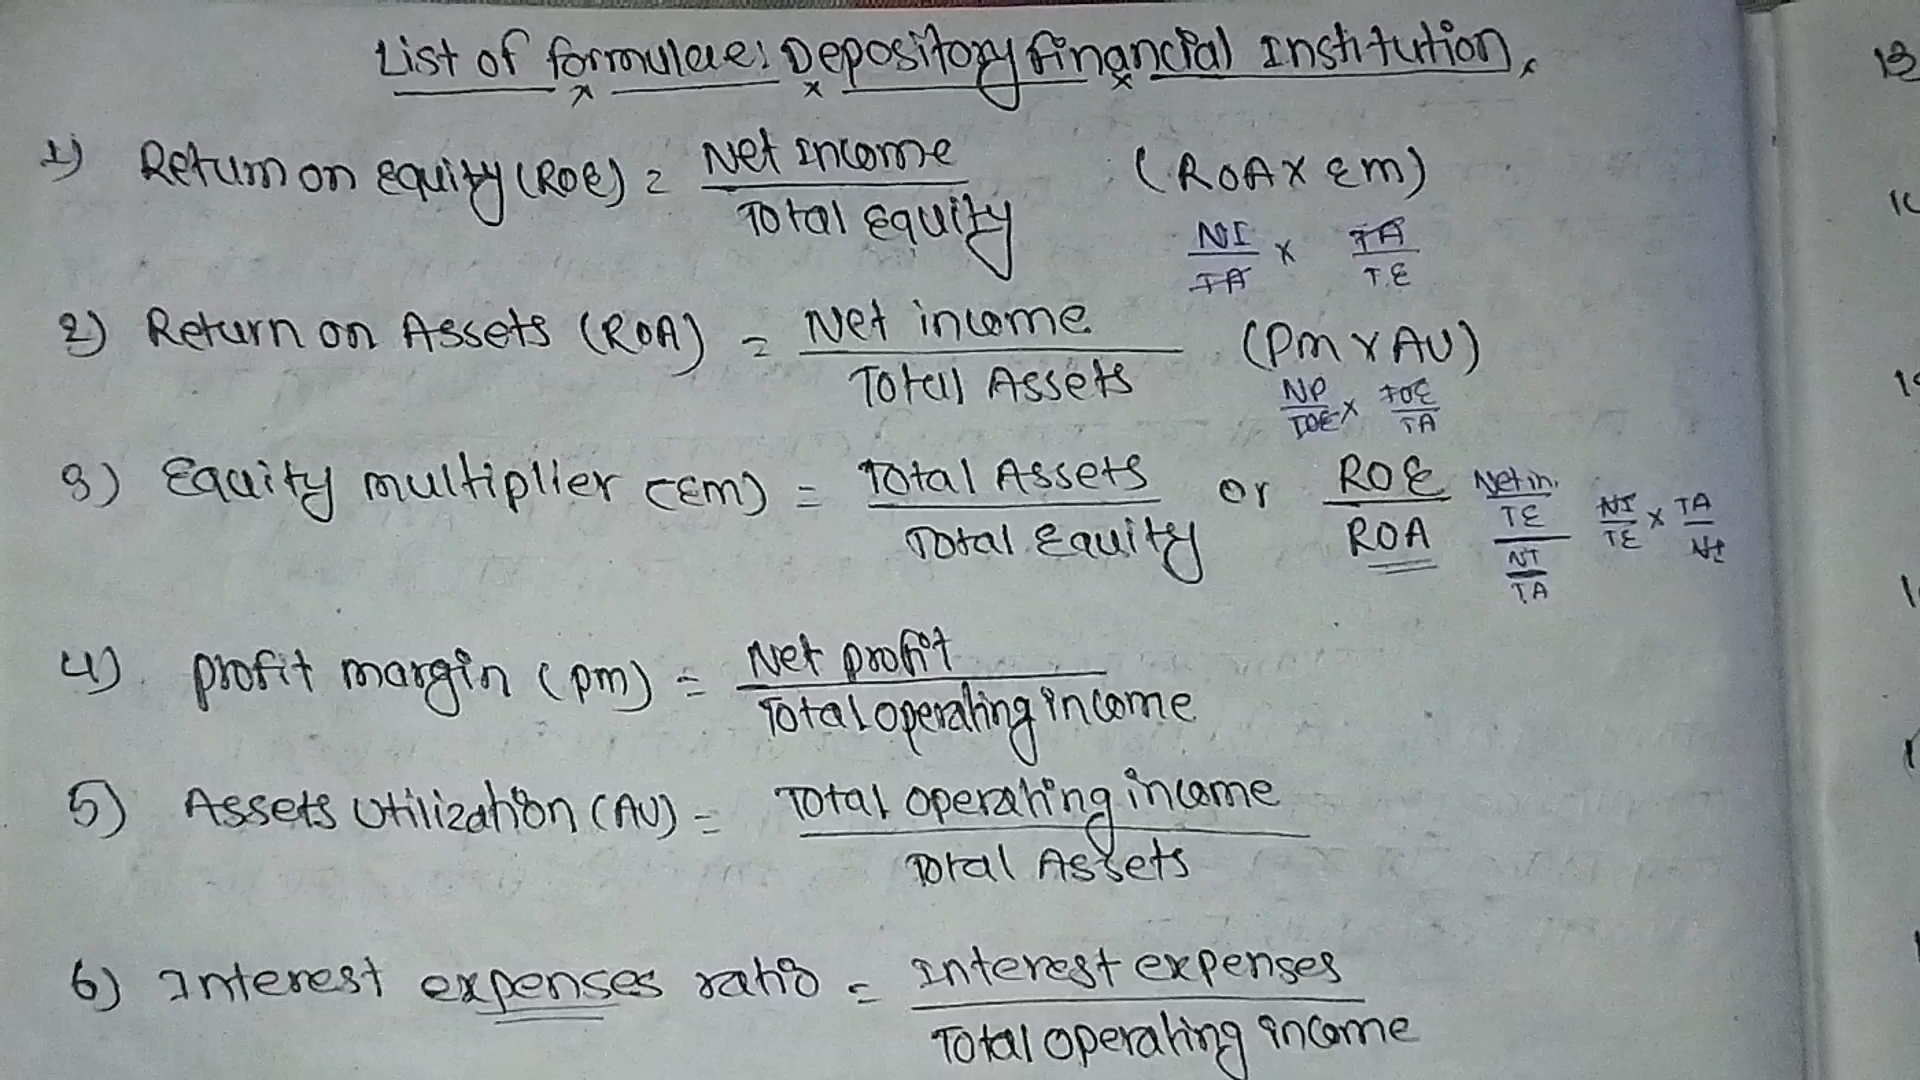 List of formulae: Depository financial Institution
1) Return on equity (ROE) = Net Income / Total Equity (ROA X EM)
NI / TA X TA / TE
2) Return on Assets (ROA) = Net income / Total Assets (PM X AU)
NP / TOE X TOE / TA
3) Equity multiplier (EM) = Total Assets / Total Equity or ROE / ROA Net in. / TE / NI / TA NI / TE X TA / NI
4) profit margin (pm) = Net profit / Total operating income
5) Assets Utilization (AU) = Total operating income / Total Assets
6) Interest expenses ratio = Interest expenses / Total operating income
13